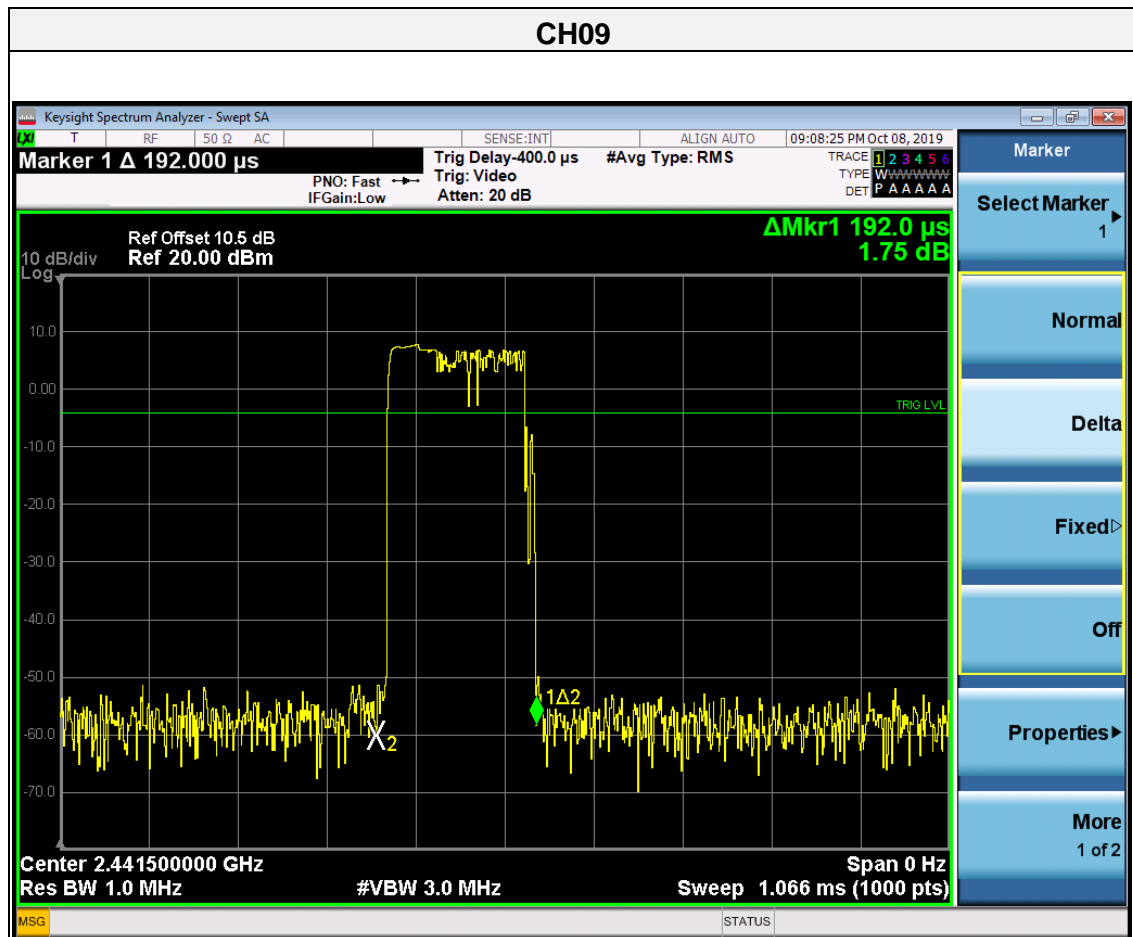 CH09
Keysight Spectrum Analyzer - Swept SA
LXI T RF 50 Ω AC SENSE:INT ALIGN AUTO 09:08:25 PM Oct 08, 2019
Marker 1 Δ 192.000 µs
PNO: Fast
IFGain:Low
Trig Delay-400.0 µs
Trig: Video
Atten: 20 dB
#Avg Type: RMS
TRACE 1 2 3 4 5 6
TYPE WWWWWW
DET P A A A A A
ΔMkr1 192.0 µs
1.75 dB
Ref Offset 10.5 dB
10 dB/div Ref 20.00 dBm
Log
10.0
0.00
TRIG LVL
-10.0
-20.0
-30.0
-40.0
-50.0
-60.0
-70.0
1Δ2
X2
Center 2.441500000 GHz Span 0 Hz
Res BW 1.0 MHz #VBW 3.0 MHz Sweep 1.066 ms (1000 pts)
MSG STATUS
Marker
Select Marker
1
Normal
Delta
Fixed
Off
Properties
More
1 of 2